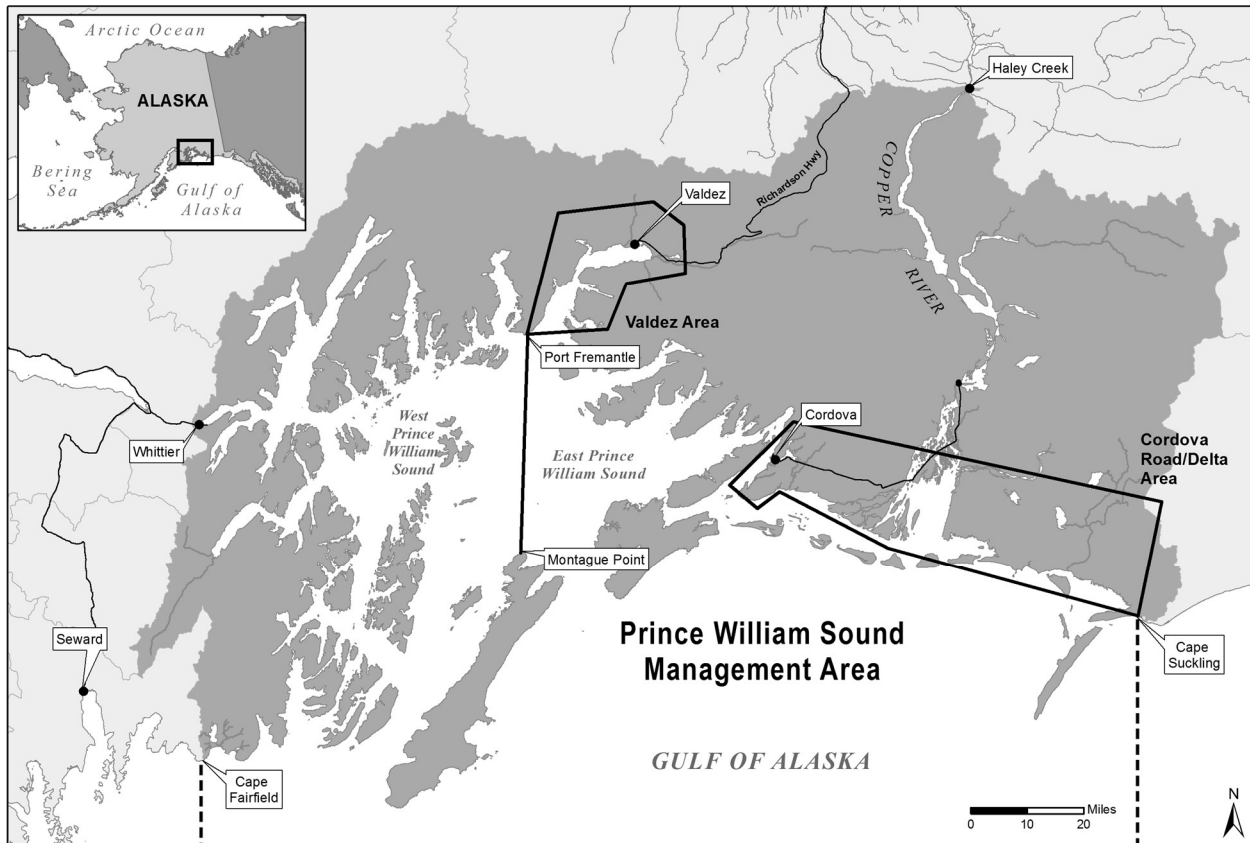 Arctic Ocean
ALASKA
Bering
Sea
Gulf of
Alaska
Haley Creek
COPPER
RIVER
Richardson Hwy
Valdez
Valdez Area
Port Fremantle
Whittier
West
Prince
William
Sound
East Prince
William Sound
Cordova
Cordova
Road/Delta
Area
Montague Point
Seward
Prince William Sound
Management Area
Cape
Suckling
Cape
Fairfield
GULF OF ALASKA
Miles
0 10 20
N